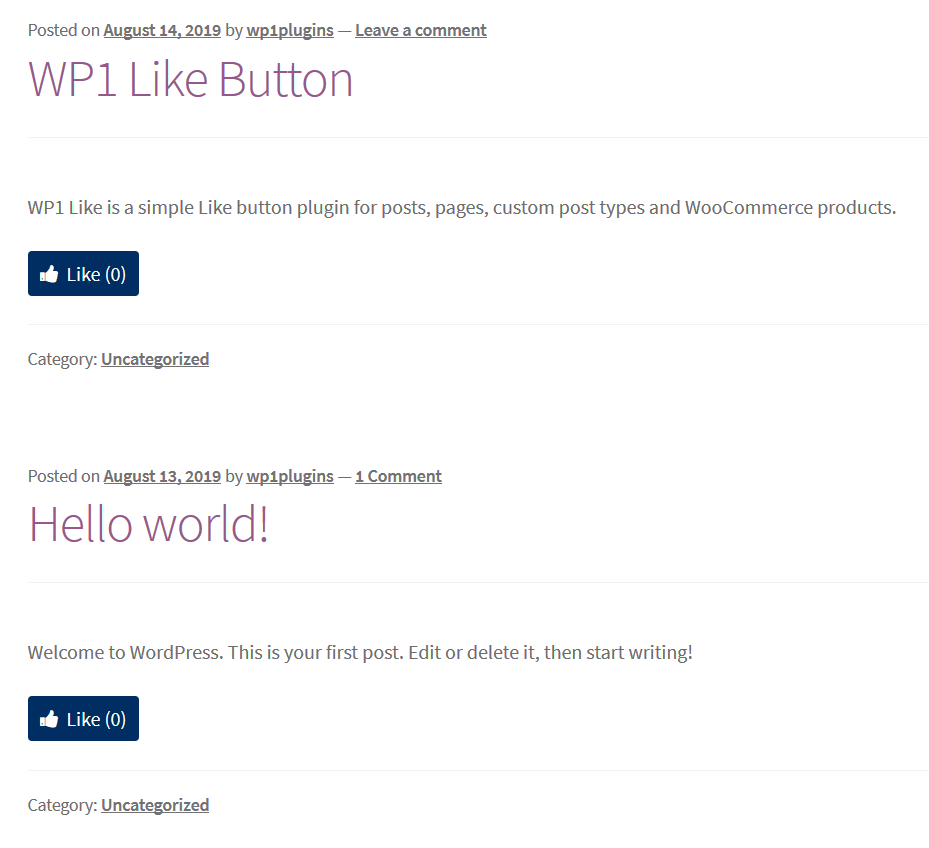 Posted on August 14, 2019 by wp1plugins — Leave a comment
WP1 Like Button
WP1 Like is a simple Like button plugin for posts, pages, custom post types and WooCommerce products.
Like (0)
Category: Uncategorized
Posted on August 13, 2019 by wp1plugins — 1 Comment
Hello world!
Welcome to WordPress. This is your first post. Edit or delete it, then start writing!
Like (0)
Category: Uncategorized